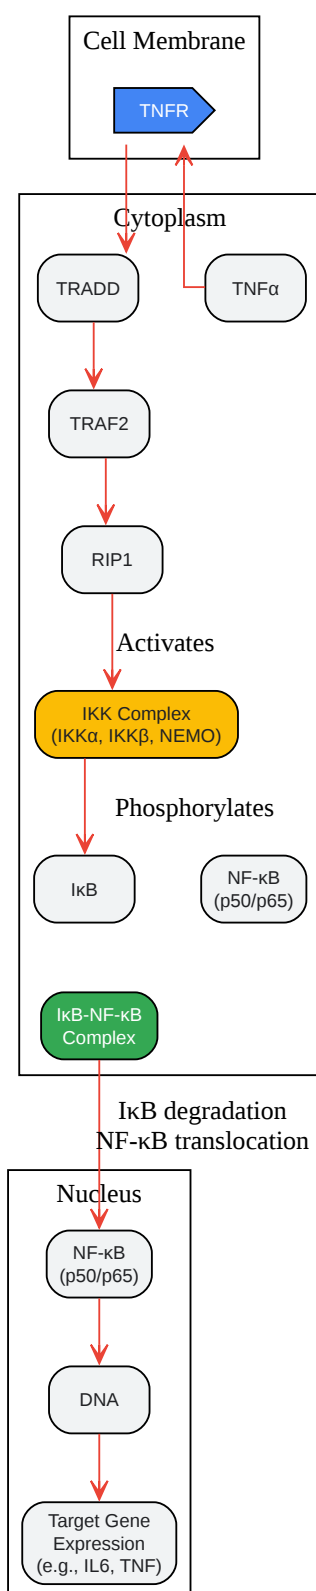 Cell Membrane
TNFR
Cytoplasm
TRADD
TNFα
TRAF2
RIP1
Activates
IKK Complex
(IKKα, IKKβ, NEMO)
Phosphorylates
IκB
NF-κB
(p50/p65)
IκB-NF-κB
Complex
IκB degradation
NF-κB translocation
Nucleus
NF-κB
(p50/p65)
DNA
Target Gene
Expression
(e.g., IL6, TNF)